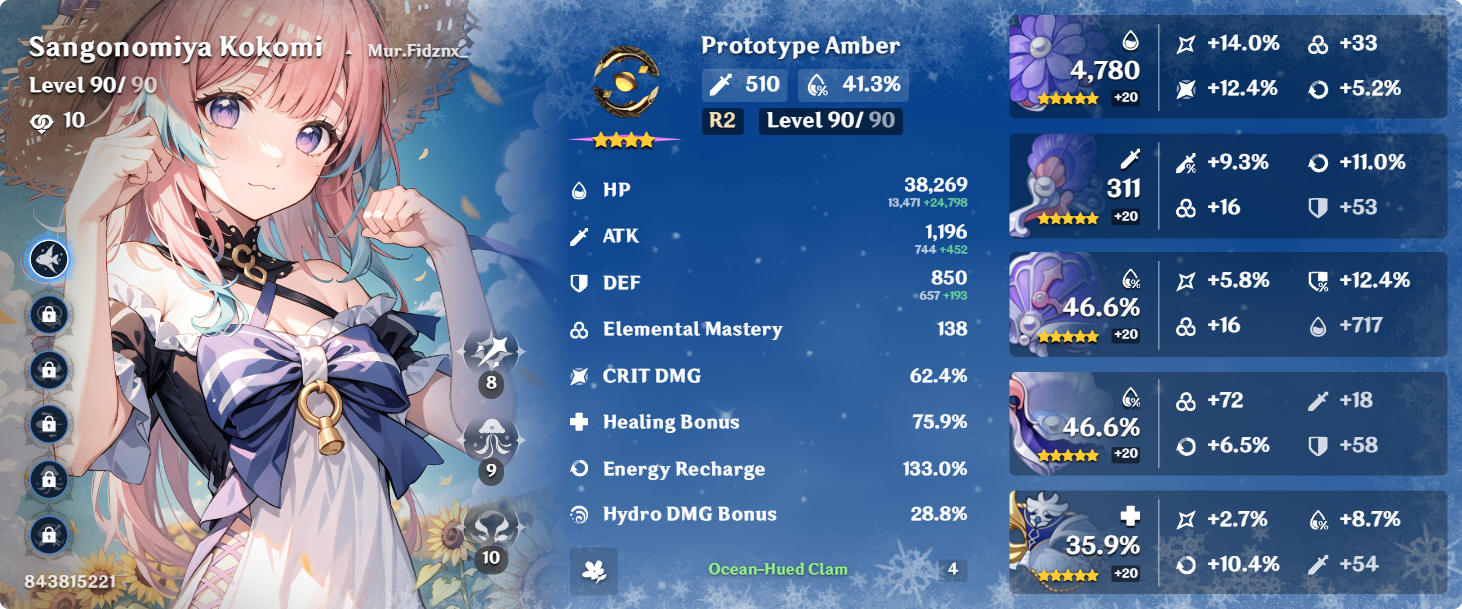 Sangonomiya Kokomi . Mur.Fidznx_
Level 90/ 90
10
8
9
10
843815221
Prototype Amber
510 41.3%
R2 Level 90/ 90
HP 38,269
13,471 +24,798
ATK 1,196
744 +452
DEF 850
657 +193
Elemental Mastery 138
CRIT DMG 62.4%
Healing Bonus 75.9%
Energy Recharge 133.0%
Hydro DMG Bonus 28.8%
Ocean-Hued Clam 4
4,780
+20
+14.0% +33
+12.4% +5.2%
311
+20
+9.3% +11.0%
+16 +53
46.6%
+20
+5.8% +12.4%
+16 +717
46.6%
+20
+72 +18
+6.5% +58
35.9%
+20
+2.7% +8.7%
+10.4% +54